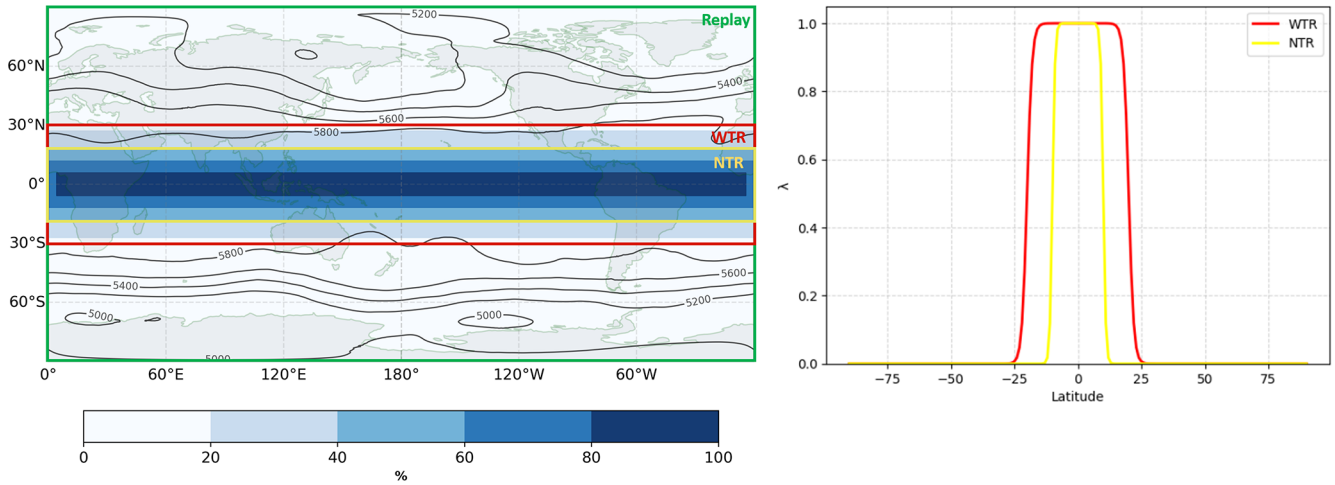 5200
Replay
60°N
5400
5600
30°N
5800
WTR
NTR
0°
30°S
5800
5600
5400
60°S
5200
5000
5000
5000
0°
60°E
120°E
180°
120°W
60°W
0
20
40
60
80
100
%
1.0
0.8
0.6
0.4
0.2
0.0
λ
−75
−50
−25
0
25
50
75
Latitude
WTR
NTR